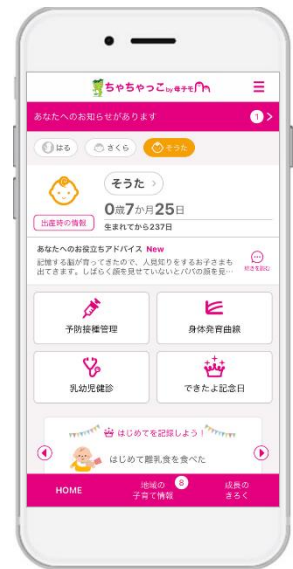 ちゃちゃっこ by 母子モ
あなたへのお知らせがあります 1
はる さくら そうた
そうた
0歳7か月25日
出産時の情報
生まれてから237日
あなたへのお役立ちアドバイス New
記憶する脳が育ってきたので、人見知りをするお子さまも
出てきます。しばらく顔を見せていないとパパの顔を見…
続きを読む
予防接種管理
身体発育曲線
乳幼児健診
できたよ記念日
はじめてを記録しよう!
はじめて離乳食を食べた
HOME
地域の
子育て情報
8
成長の
きろく